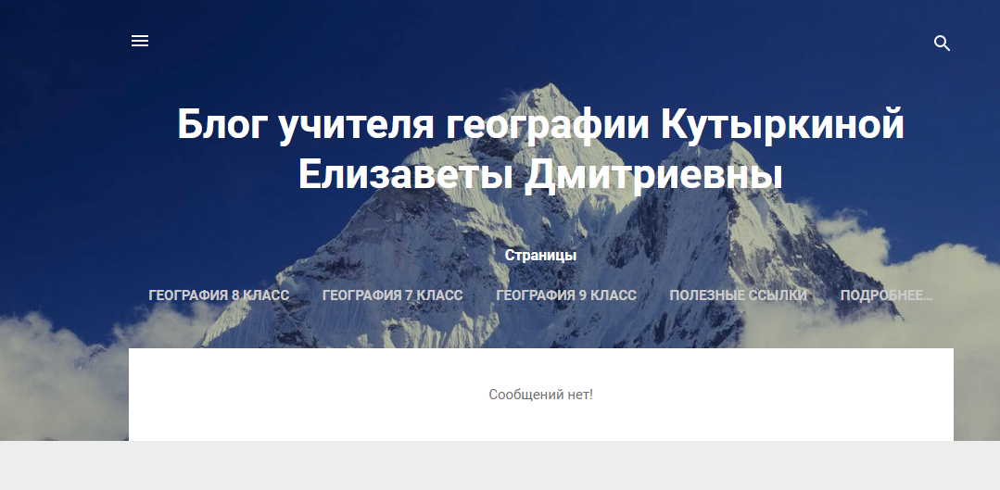 Блог учителя географии Кутыркиной
Елизаветы Дмитриевны
Страницы
ГЕОГРАФИЯ 8 КЛАСС ГЕОГРАФИЯ 7 КЛАСС ГЕОГРАФИЯ 9 КЛАСС ПОЛЕЗНЫЕ ССЫЛКИ ПОДРОБНЕЕ...
Сообщений нет!